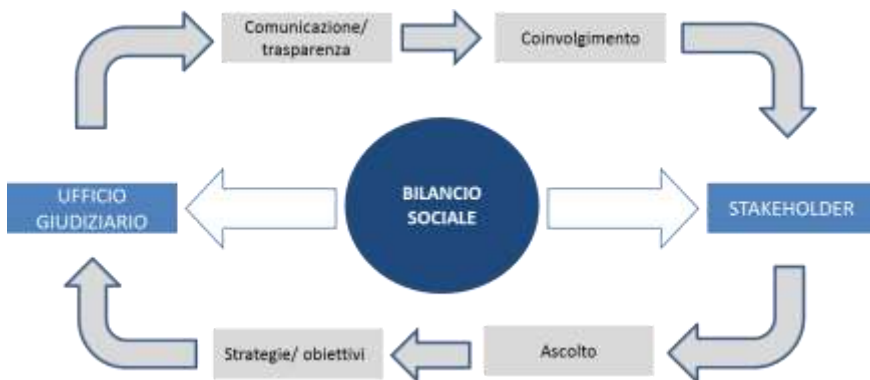 Comunicazione/
trasparenza
Coinvolgimento
UFFICIO
GIUDIZIARIO
BILANCIO
SOCIALE
STAKEHOLDER
Strategie/ obiettivi
Ascolto